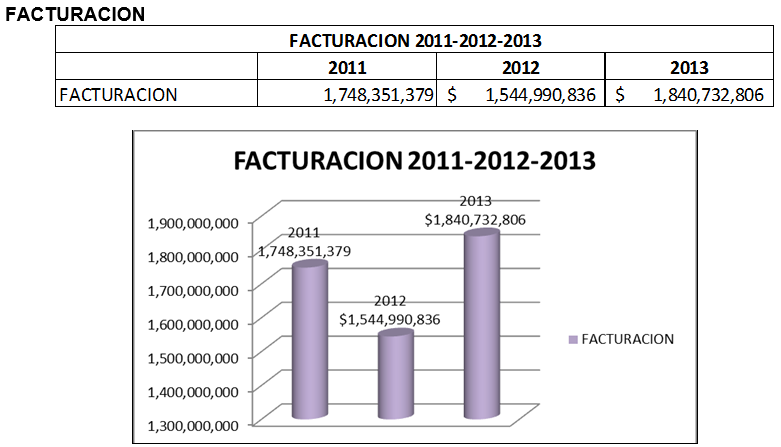 FACTURACION
FACTURACION 2011-2012-2013
2011 2012 2013
FACTURACION 1,748,351,379 $ 1,544,990,836 $ 1,840,732,806
FACTURACION 2011-2012-2013
2013
$1,840,732,806
1,900,000,000
2011
1,748,351,379
1,800,000,000
1,700,000,000
2012
$1,544,990,836
1,600,000,000
FACTURACION
1,500,000,000
1,400,000,000
1,300,000,000